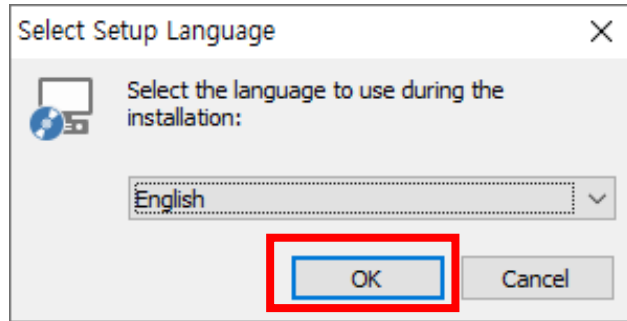 Select Setup Language
Select the language to use during the
installation:
English
OK
Cancel